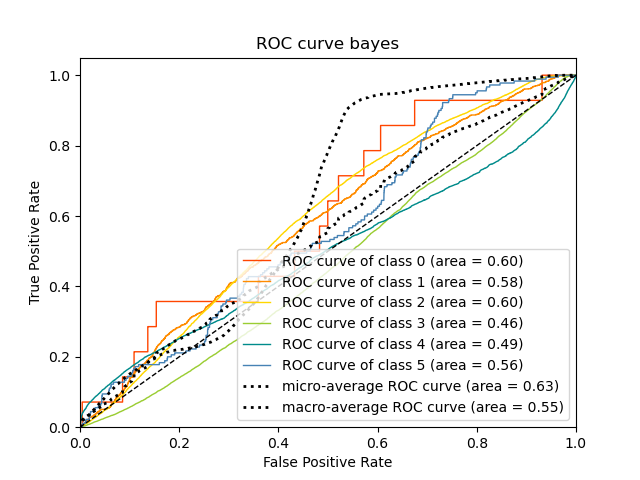 ROC curve bayes
True Positive Rate
1.0
0.8
0.6
0.4
0.2
0.0
ROC curve of class 0 (area = 0.60)
ROC curve of class 1 (area = 0.58)
ROC curve of class 2 (area = 0.60)
ROC curve of class 3 (area = 0.46)
ROC curve of class 4 (area = 0.49)
ROC curve of class 5 (area = 0.56)
micro-average ROC curve (area = 0.63)
macro-average ROC curve (area = 0.55)
0.0 0.2 0.4 0.6 0.8 1.0
False Positive Rate